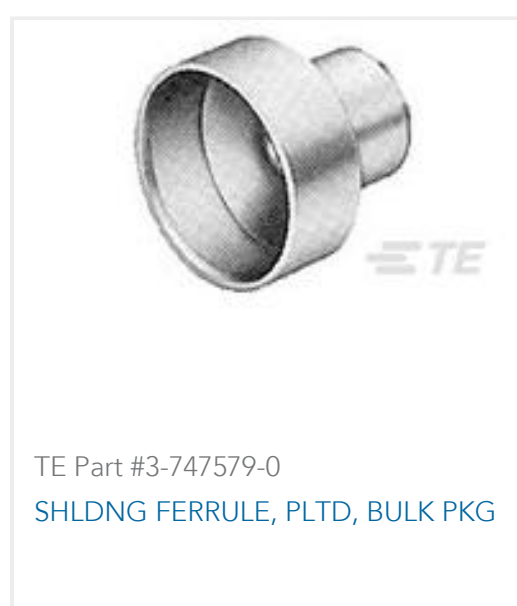 TE
TE Part #3-747579-0
SHLDNG FERRULE, PLTD, BULK PKG